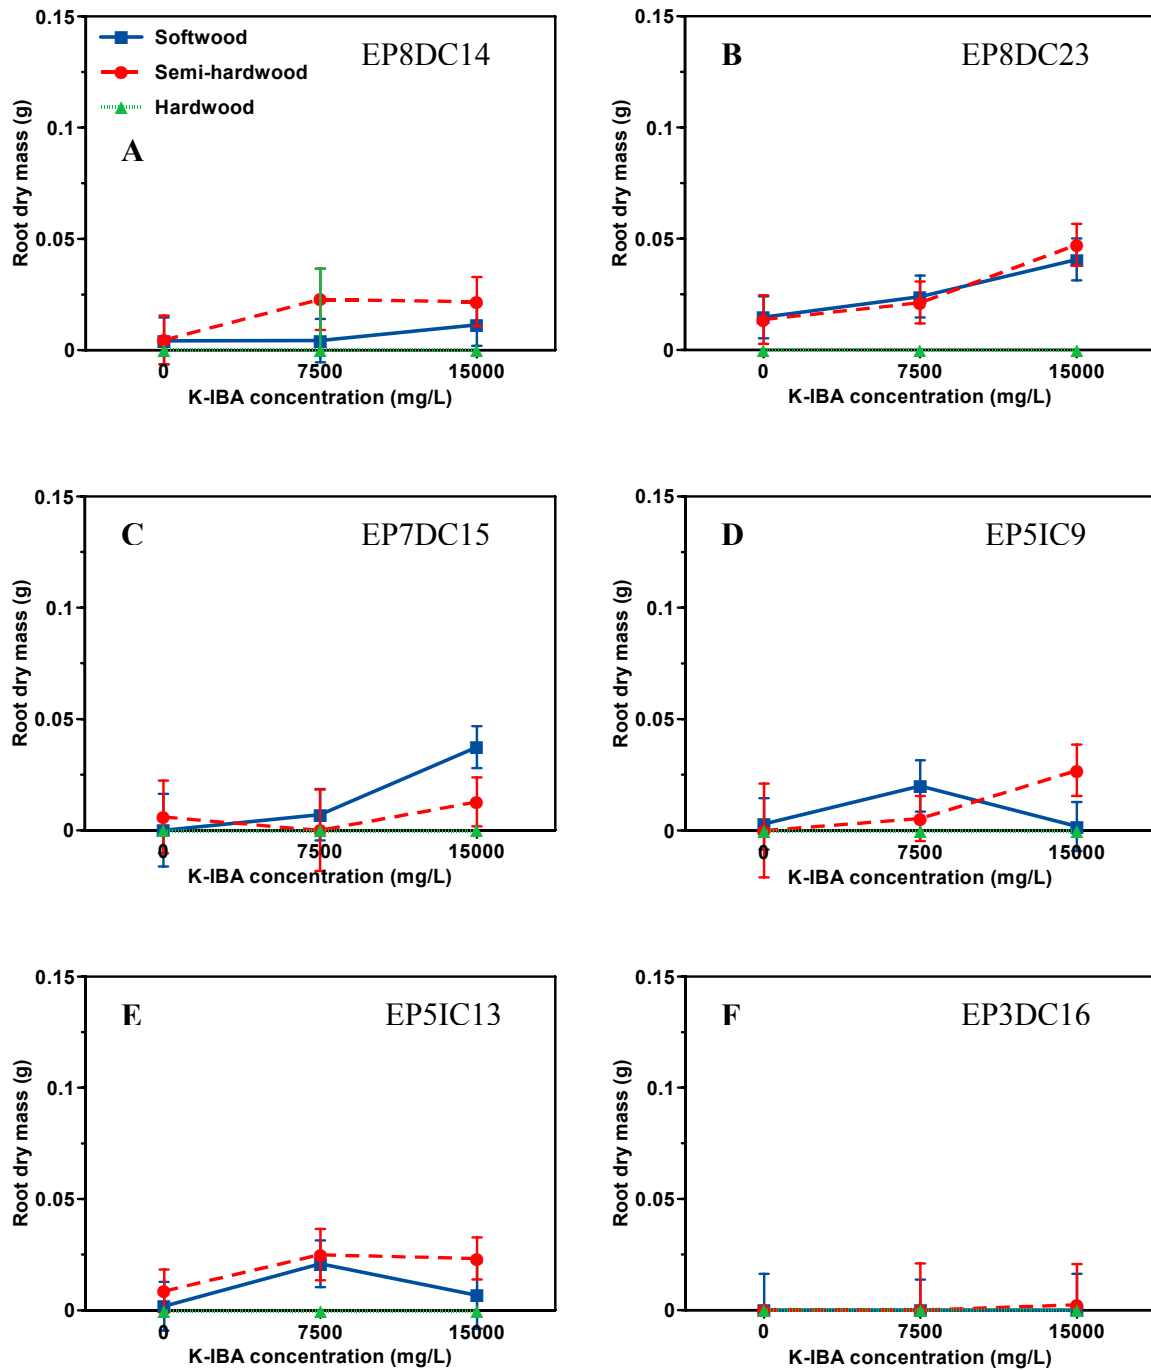 0.15
0.1
0.05
0
Root dry mass (g)
Softwood
Semi-hardwood
Hardwood
EP8DC14
A
0 7500 15000
K-IBA concentration (mg/L)
0.15
0.1
0.05
0
Root dry mass (g)
B EP8DC23
0 7500 15000
K-IBA concentration (mg/L)
0.15
0.1
0.05
0
Root dry mass (g)
C EP7DC15
0 7500 15000
K-IBA concentration (mg/L)
0.15
0.1
0.05
0
Root dry mass (g)
D EP5IC9
0 7500 15000
K-IBA concentration (mg/L)
0.15
0.1
0.05
0
Root dry mass (g)
E EP5IC13
0 7500 15000
K-IBA concentration (mg/L)
0.15
0.1
0.05
0
Root dry mass (g)
F EP3DC16
0 7500 15000
K-IBA concentration (mg/L)